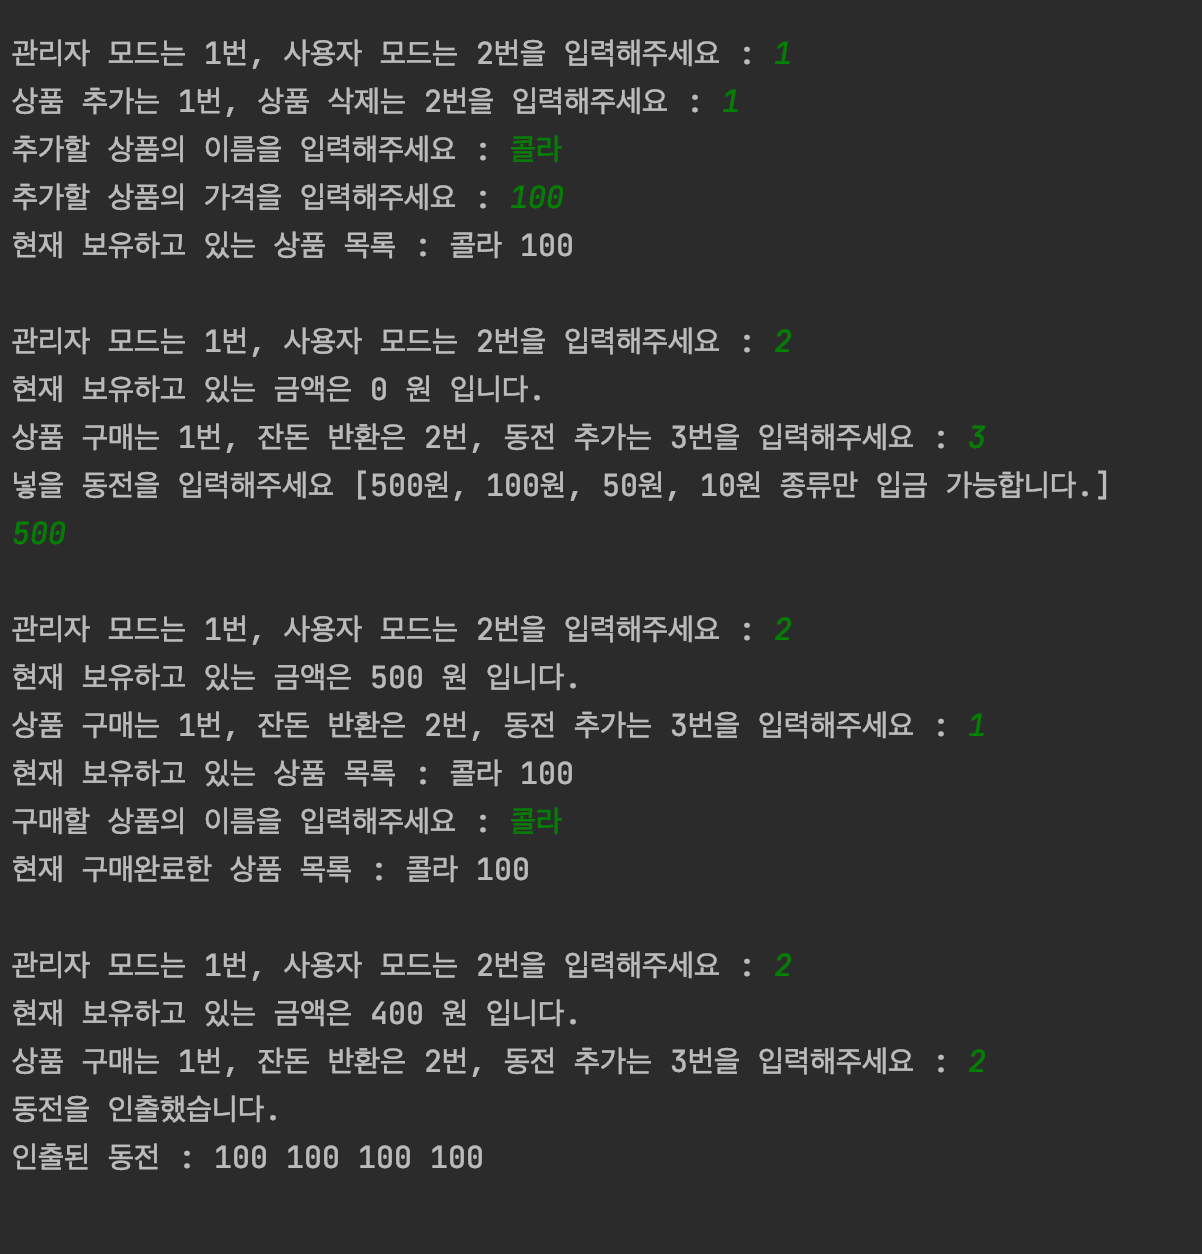 관리자 모드는 1번, 사용자 모드는 2번을 입력해주세요 : 1
상품 추가는 1번, 상품 삭제는 2번을 입력해주세요 : 1
추가할 상품의 이름을 입력해주세요 : 콜라
추가할 상품의 가격을 입력해주세요 : 100
현재 보유하고 있는 상품 목록 : 콜라 100
관리자 모드는 1번, 사용자 모드는 2번을 입력해주세요 : 2
현재 보유하고 있는 금액은 0 원 입니다.
상품 구매는 1번, 잔돈 반환은 2번, 동전 추가는 3번을 입력해주세요 : 3
넣을 동전을 입력해주세요 [500원, 100원, 50원, 10원 종류만 입금 가능합니다.]
500
관리자 모드는 1번, 사용자 모드는 2번을 입력해주세요 : 2
현재 보유하고 있는 금액은 500 원 입니다.
상품 구매는 1번, 잔돈 반환은 2번, 동전 추가는 3번을 입력해주세요 : 1
현재 보유하고 있는 상품 목록 : 콜라 100
구매할 상품의 이름을 입력해주세요 : 콜라
현재 구매완료한 상품 목록 : 콜라 100
관리자 모드는 1번, 사용자 모드는 2번을 입력해주세요 : 2
현재 보유하고 있는 금액은 400 원 입니다.
상품 구매는 1번, 잔돈 반환은 2번, 동전 추가는 3번을 입력해주세요 : 2
동전을 인출했습니다.
인출된 동전 : 100 100 100 100